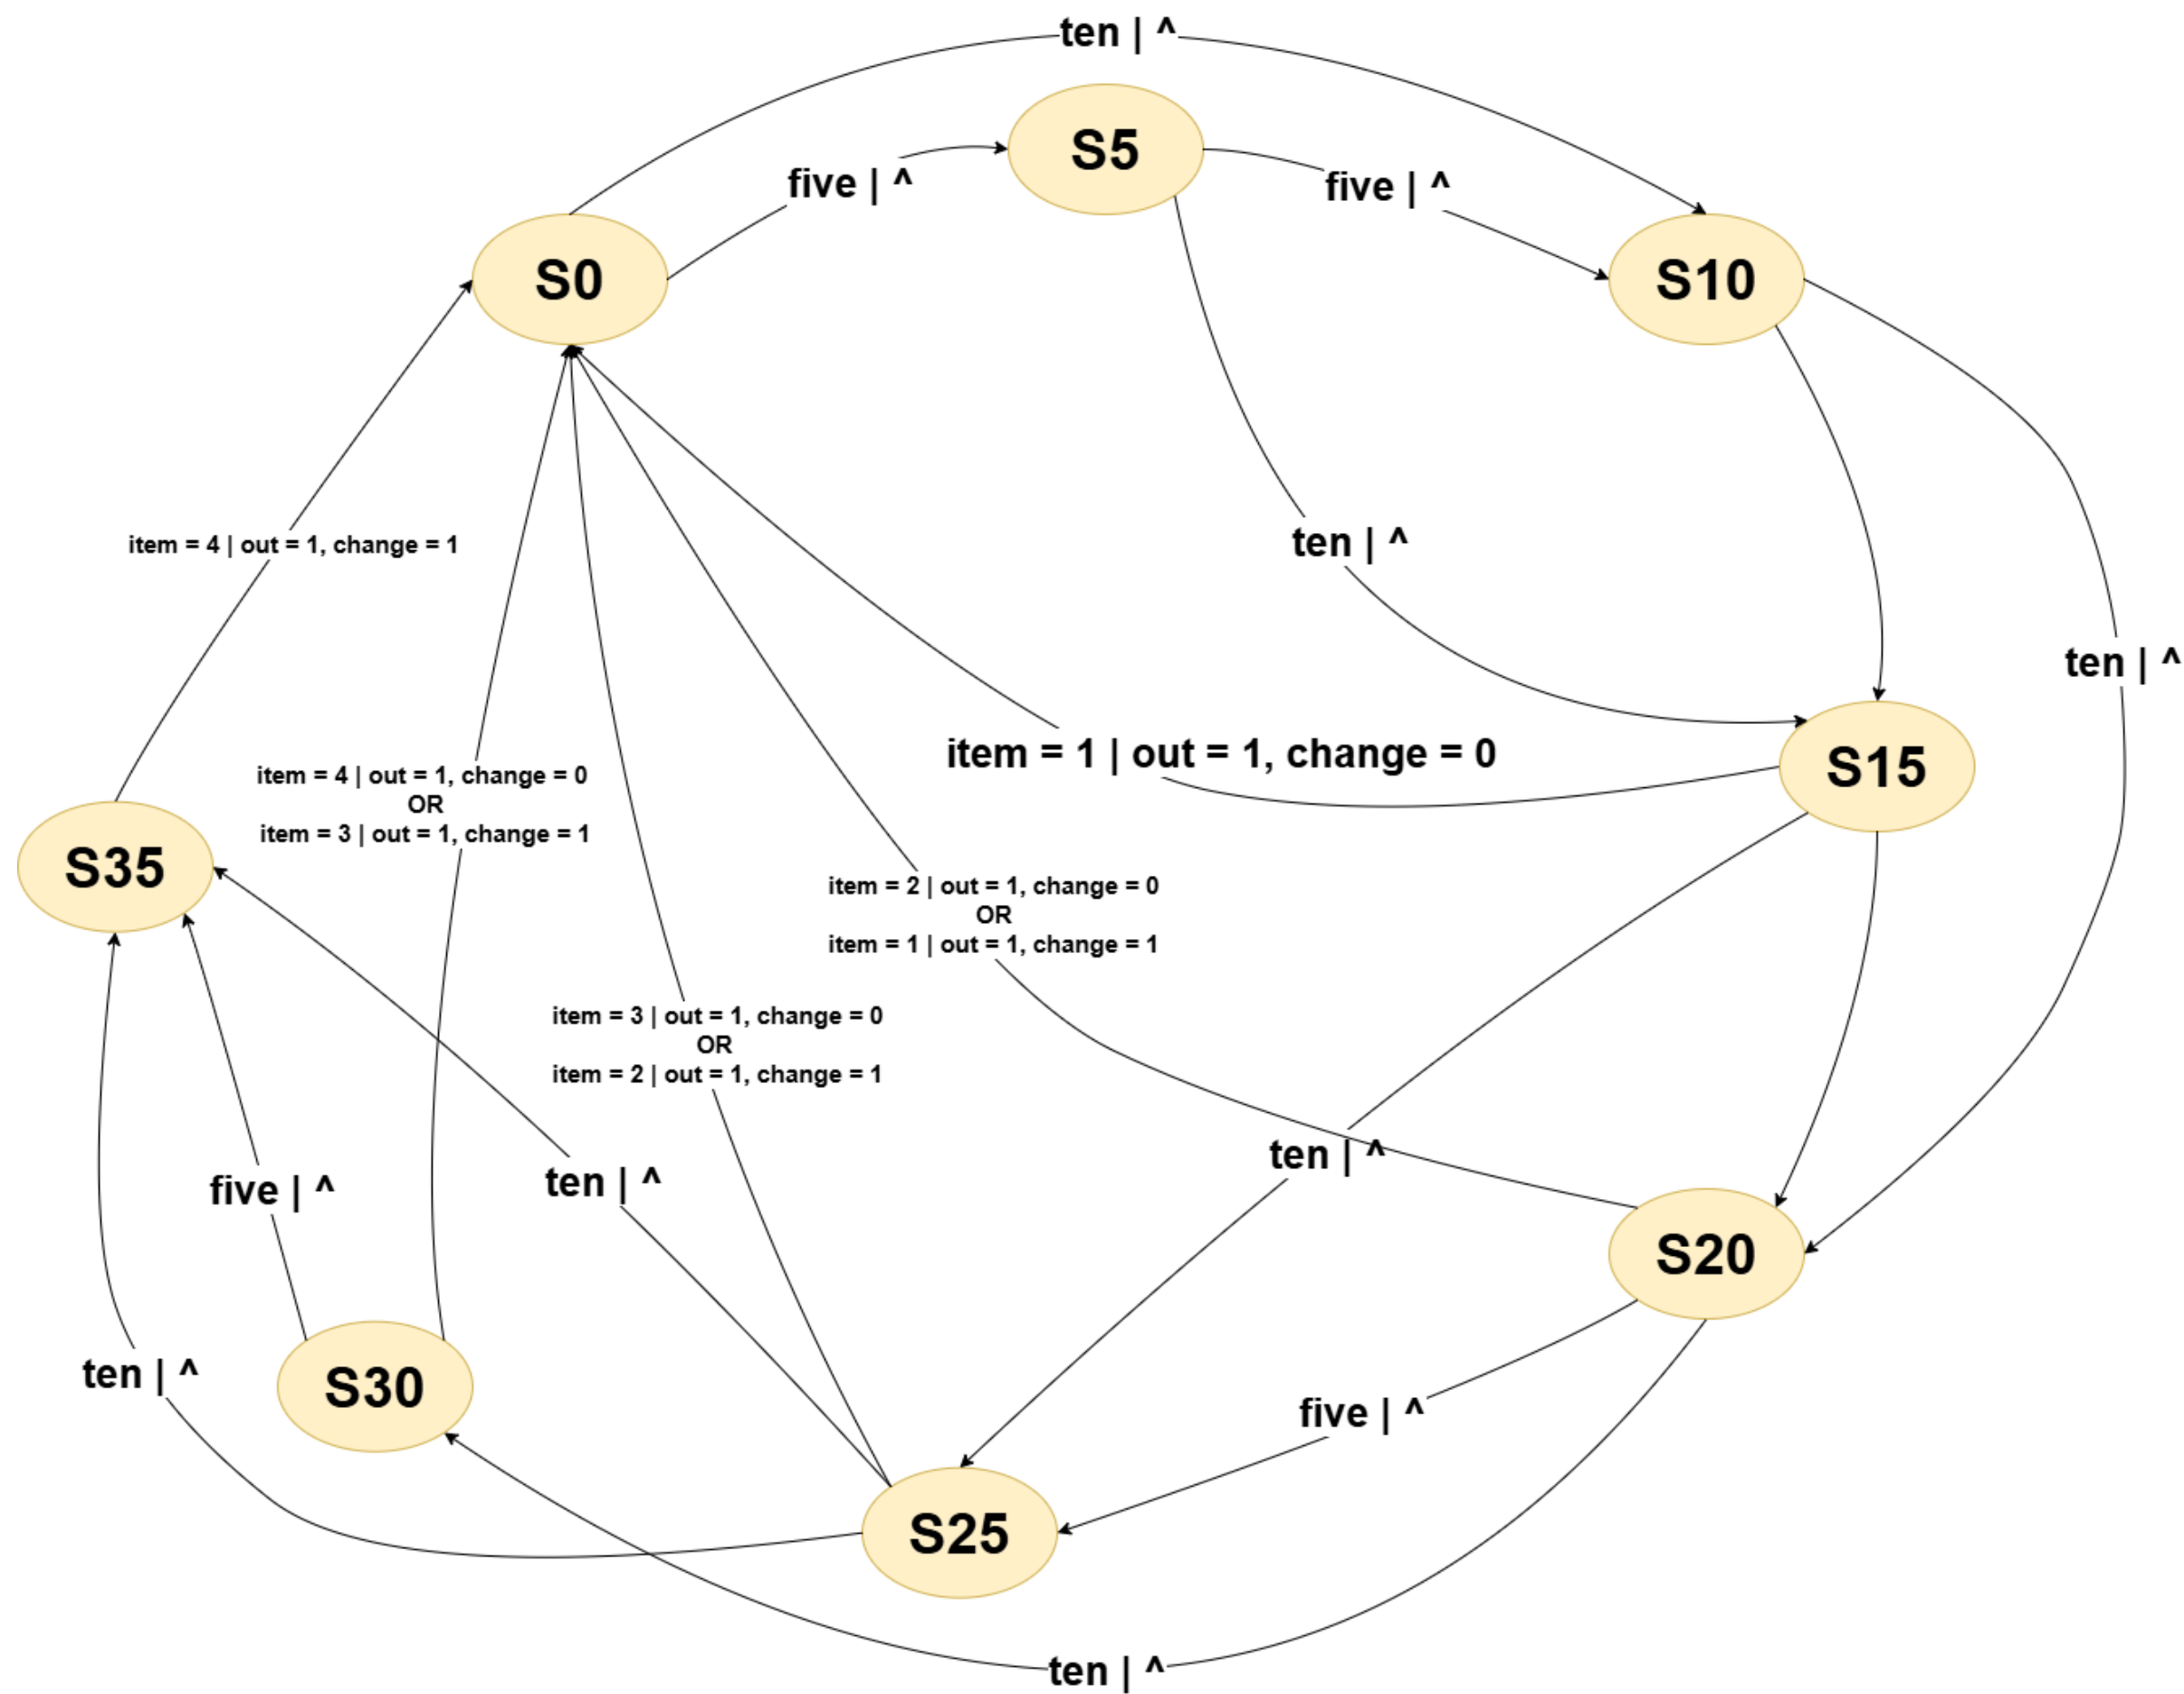 ten | ^
S5
five | ^
five | ^
S0
S10
ten | ^
item = 4 | out = 1, change = 1
ten | ^
item = 1 | out = 1, change = 0
S15
item = 4 | out = 1, change = 0
OR
item = 3 | out = 1, change = 1
S35
item = 2 | out = 1, change = 0
OR
item = 1 | out = 1, change = 1
item = 3 | out = 1, change = 0
OR
item = 2 | out = 1, change = 1
ten | ^
ten | ^
five | ^
S20
ten | ^
S30
five | ^
S25
ten | ^